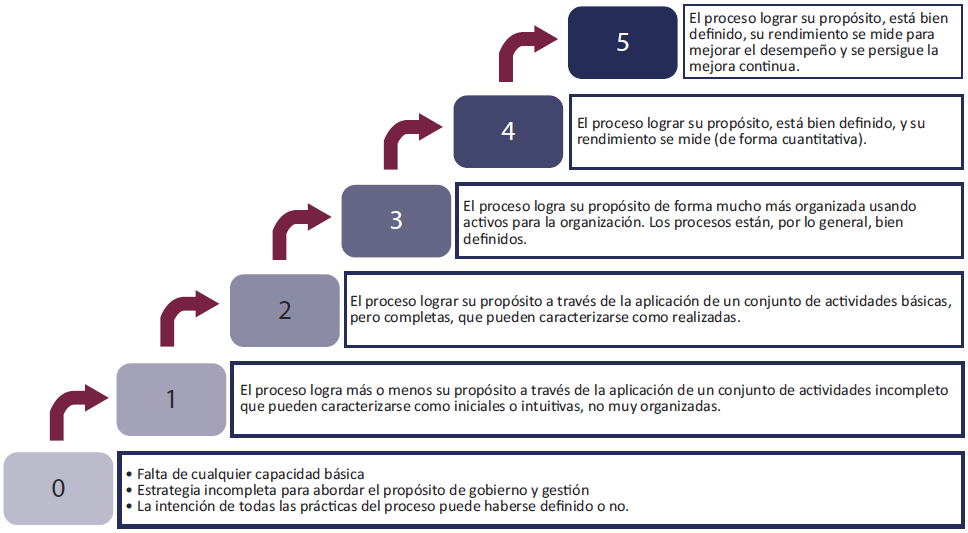 5
El proceso lograr su propósito, está bien
definido, su rendimiento se mide para
mejorar el desempeño y se persigue la
mejora continua.
4
El proceso lograr su propósito, está bien definido, y su
rendimiento se mide (de forma cuantitativa).
3
El proceso logra su propósito de forma mucho más organizada usando
activos para la organización. Los procesos están, por lo general, bien
definidos.
2
El proceso lograr su propósito a través de la aplicación de un conjunto de actividades básicas,
pero completas, que pueden caracterizarse como realizadas.
1
El proceso logra más o menos su propósito a través de la aplicación de un conjunto de actividades incompleto
que pueden caracterizarse como iniciales o intuitivas, no muy organizadas.
0
• Falta de cualquier capacidad básica
• Estrategia incompleta para abordar el propósito de gobierno y gestión
• La intención de todas las prácticas del proceso puede haberse definido o no.